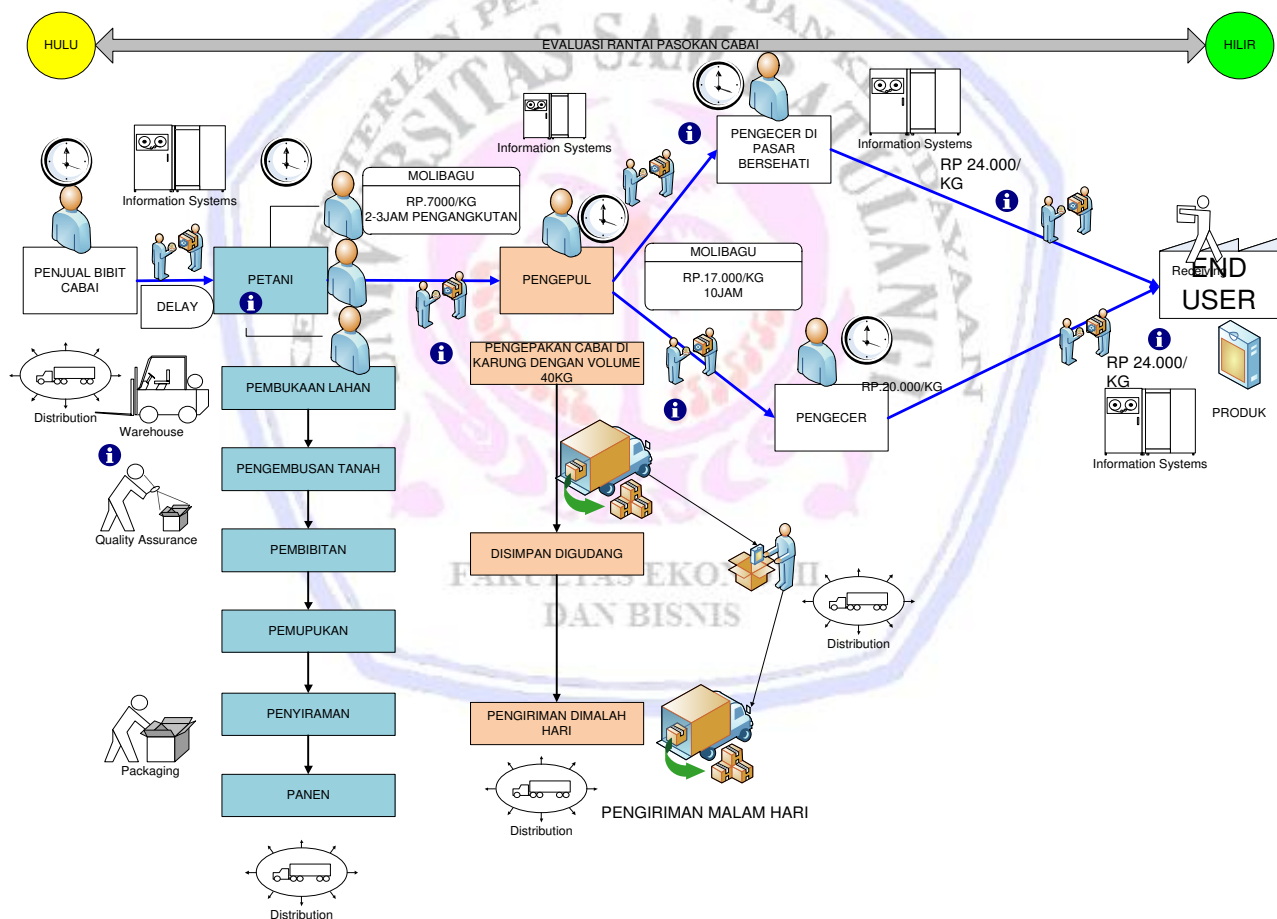 HULU
EVALUASI RANTAI PASOKAN CABAI
HILIR
Information Systems
Information Systems
Information Systems
PENJUAL BIBIT
CABAI
DELAY
PETANI
MOLIBAGU
RP.7000/KG
2-3JAM PENGANGKUTAN
PENGEPUL
PENGECER DI
PASAR
BERSEHATI
RP 24.000/
KG
MOLIBAGU
RP.17.000/KG
10JAM
Receiving
END
USER
RP 24.000/
KG
PRODUK
RP.20.000/KG
PENGECER
Information Systems
Distribution
Warehouse
Quality Assurance
Packaging
PEMBUKAAN LAHAN
PENGEMBUSAN TANAH
PEMBIBITAN
PEMUPUKAN
PENYIRAMAN
PANEN
Distribution
PENGEPAKAN CABAI DI
KARUNG DENGAN VOLUME
40KG
DISIMPAN DIGUDANG
PENGIRIMAN DIMALAH
HARI
Distribution
PENGIRIMAN MALAM HARI
Distribution
FAKULTAS EKONOMI
DAN BISNIS